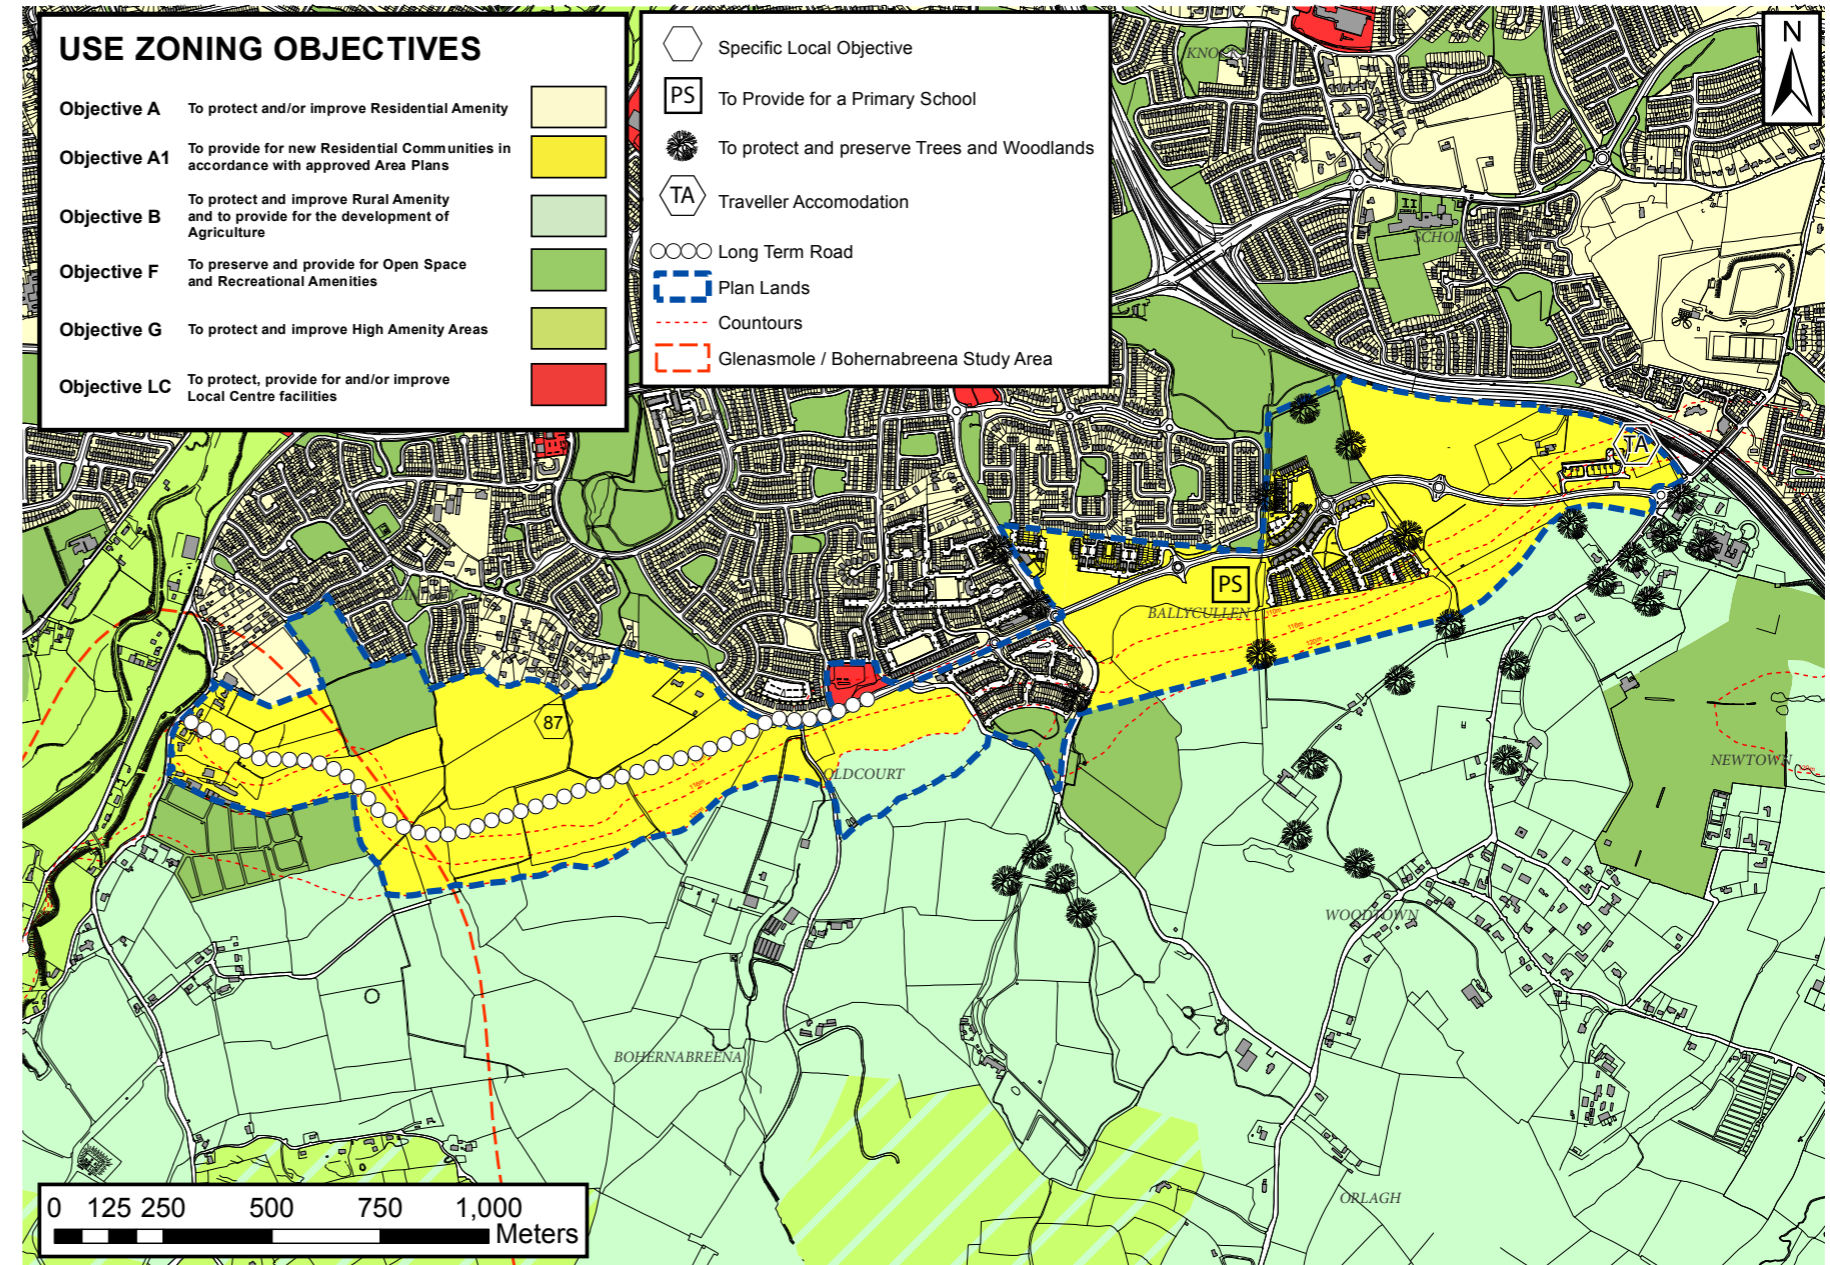 USE ZONING OBJECTIVES
Objective A To protect and/or improve Residential Amenity
Objective A1 To provide for new Residential Communities in
accordance with approved Area Plans
Objective B To protect and improve Rural Amenity
and to provide for the development of
Agriculture
Objective F To preserve and provide for Open Space
and Recreational Amenities
Objective G To protect and improve High Amenity Areas
Objective LC To protect, provide for and/or improve
Local Centre facilities
Specific Local Objective
PS To Provide for a Primary School
To protect and preserve Trees and Woodlands
TA Traveller Accomodation
Long Term Road
Plan Lands
Countours
Glenasmole / Bohernabreena Study Area
N
TA
PS
BALLYCULLEN
110m
120m
87
OLDCOURT
NEWTOWN
WOODTOWN
BOHERNABREENA
ORLAGH
0 125 250 500 750 1,000
Meters